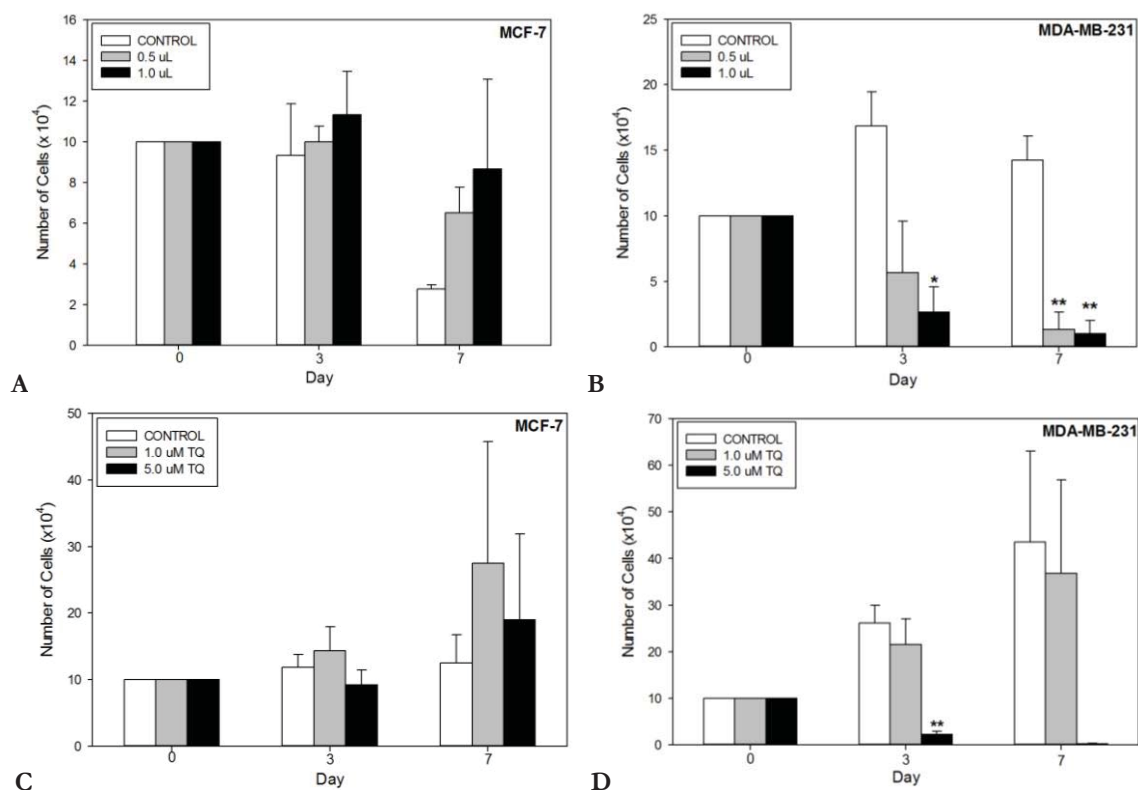 MCF-7
CONTROL
0.5 uL
1.0 uL
Number of Cells (x10⁴)
16
14
12
10
8
6
4
2
0
0 3 7
Day
A
MDA-MB-231
CONTROL
0.5 uL
1.0 uL
Number of Cells (x10⁴)
25
20
15
10
5
0
*
** **
0 3 7
Day
B
MCF-7
CONTROL
1.0 uM TQ
5.0 uM TQ
Number of Cells (x10⁴)
50
40
30
20
10
0
0 3 7
Day
C
MDA-MB-231
CONTROL
1.0 uM TQ
5.0 uM TQ
Number of Cells (x10⁴)
70
60
50
40
30
20
10
0
**
0 3 7
Day
D